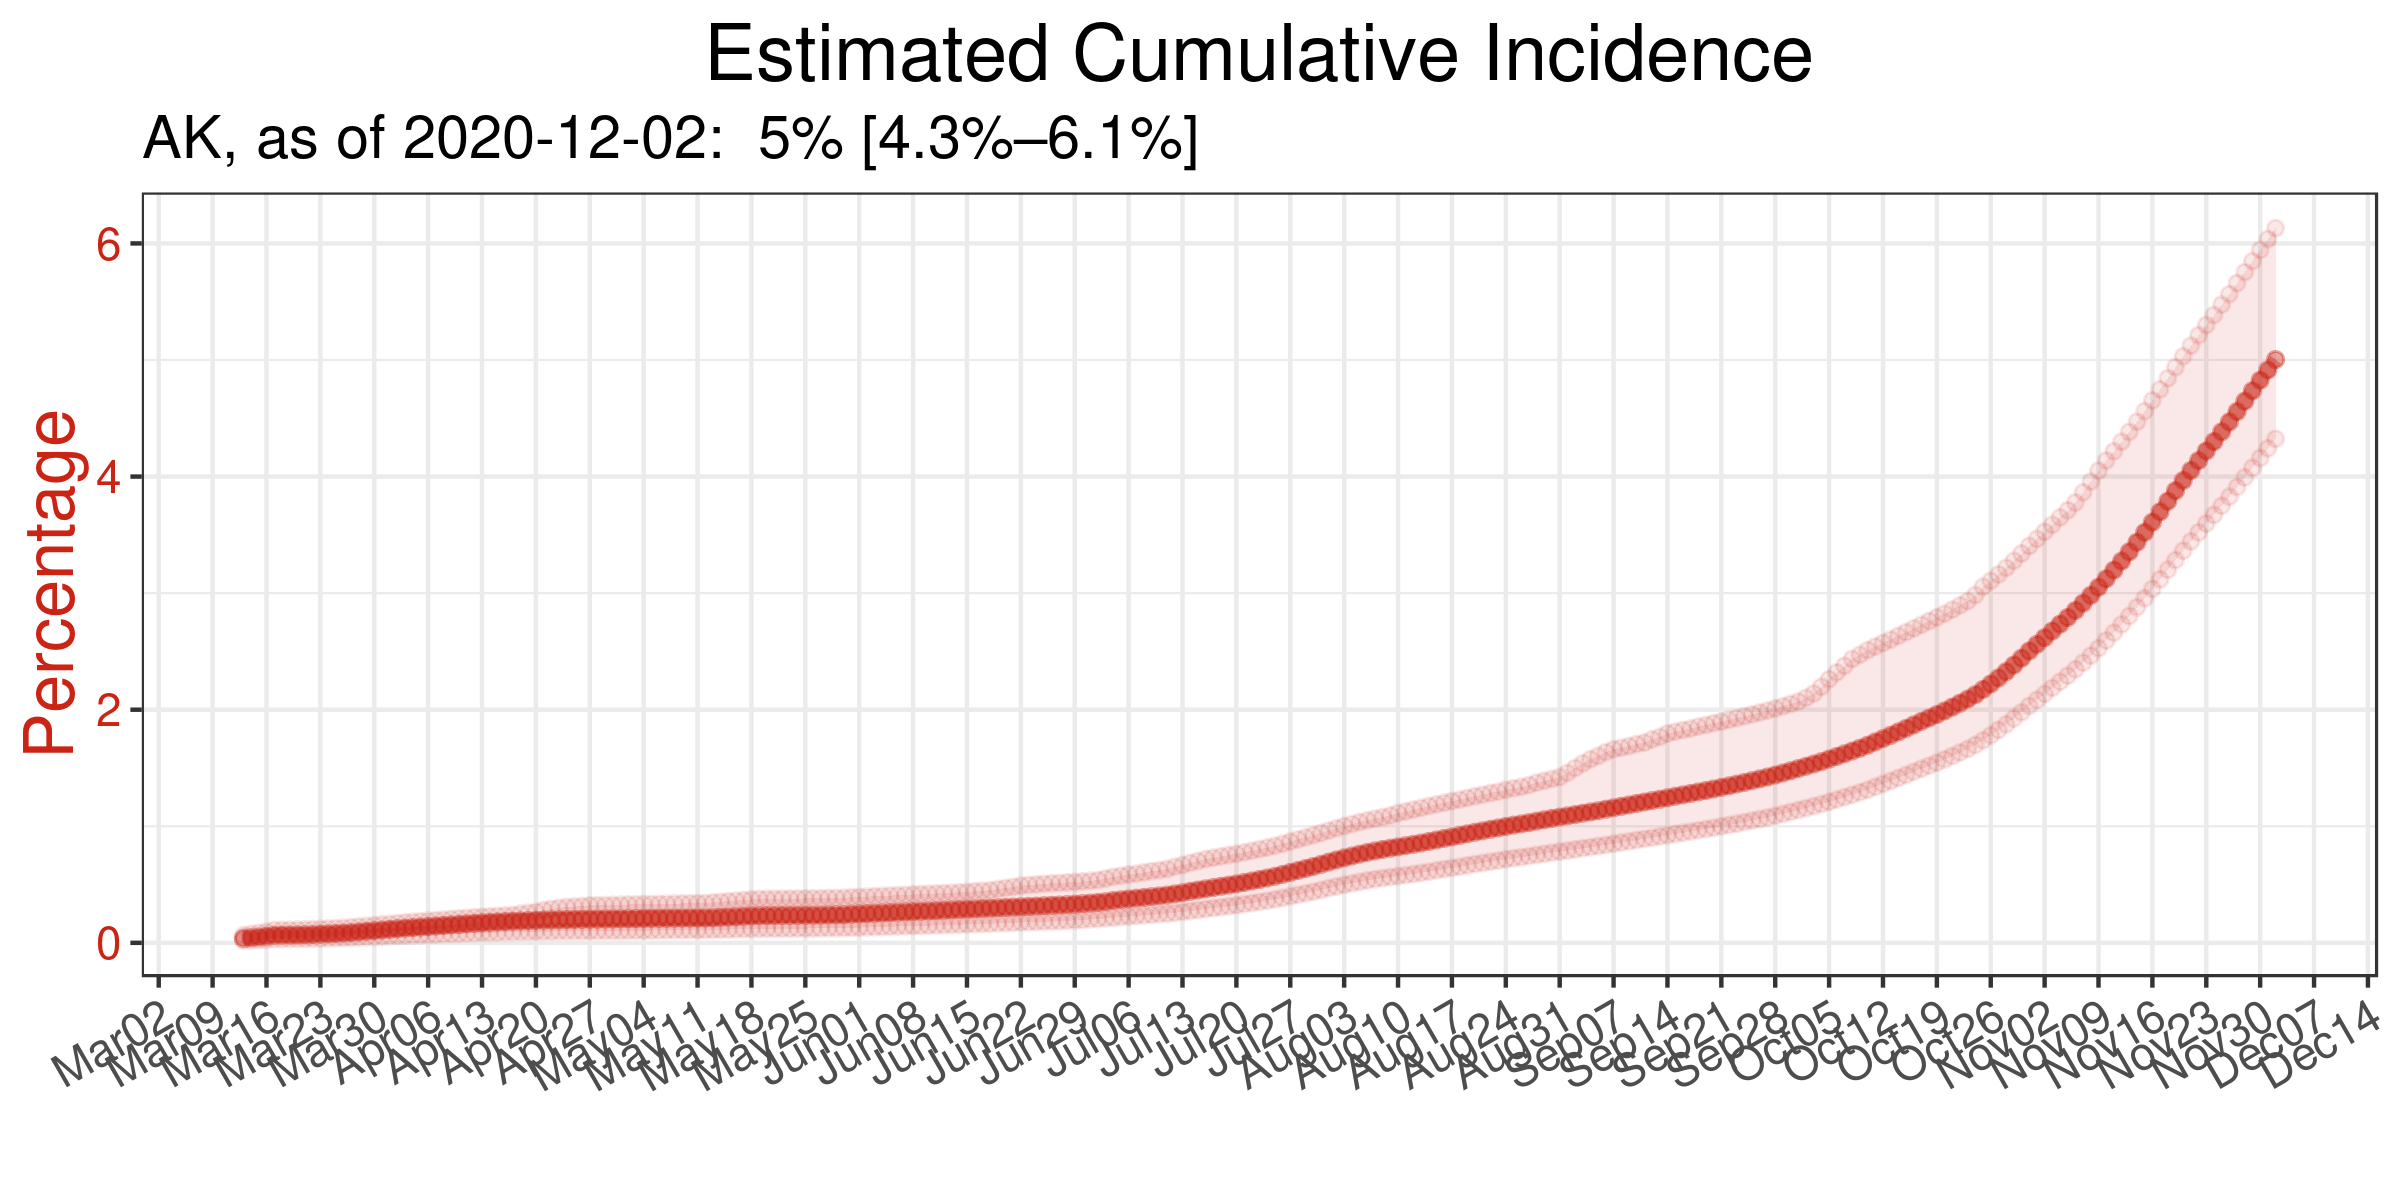 Estimated Cumulative Incidence
AK, as of 2020-12-02:  5% [4.3%–6.1%]
Percentage
6
4
2
0
Mar02
Mar09
Mar16
Mar23
Mar30
Apr06
Apr13
Apr20
Apr27
May04
May11
May18
May25
Jun01
Jun08
Jun15
Jun22
Jun29
Jul06
Jul13
Jul20
Jul27
Aug03
Aug10
Aug17
Aug24
Aug31
Sep07
Sep14
Sep21
Sep28
Oct05
Oct12
Oct19
Oct26
Nov02
Nov09
Nov16
Nov23
Nov30
Dec07
Dec14